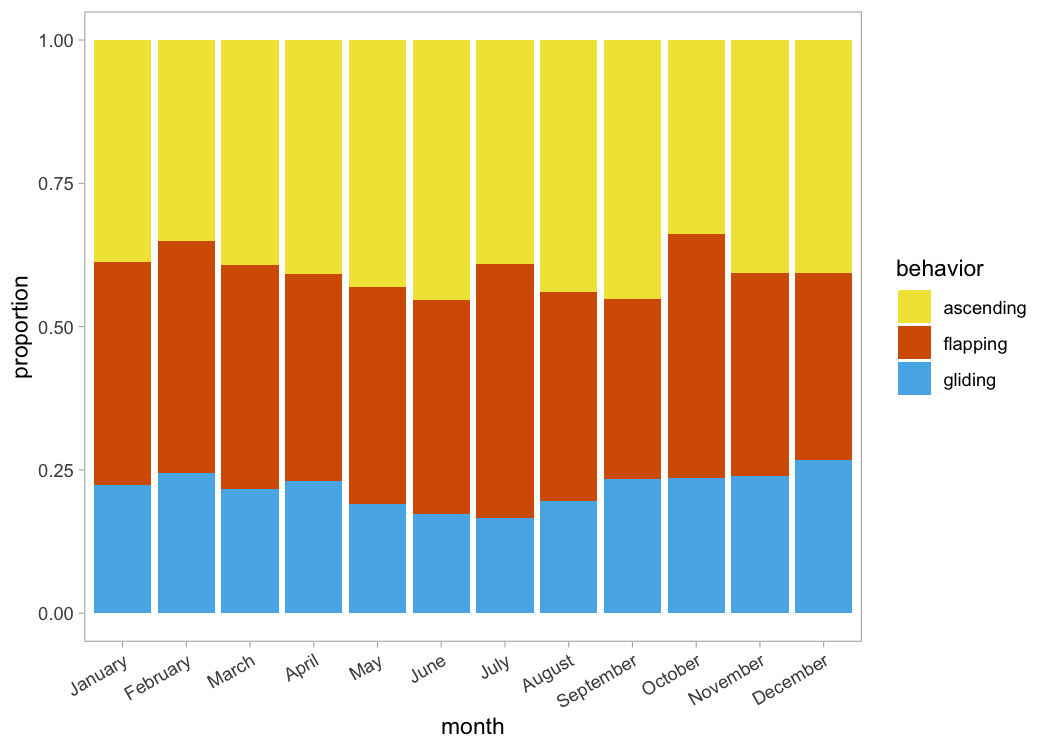 1.00
0.75
0.50
0.25
0.00
proportion
January
February
March
April
May
June
July
August
September
October
November
December
month
behavior
ascending
flapping
gliding